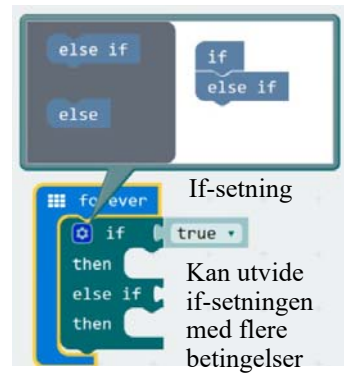 else if
else
if
else if
forever
if true
then
else if
then
If-setning
Kan utvide
if-setningen
med flere
betingelser